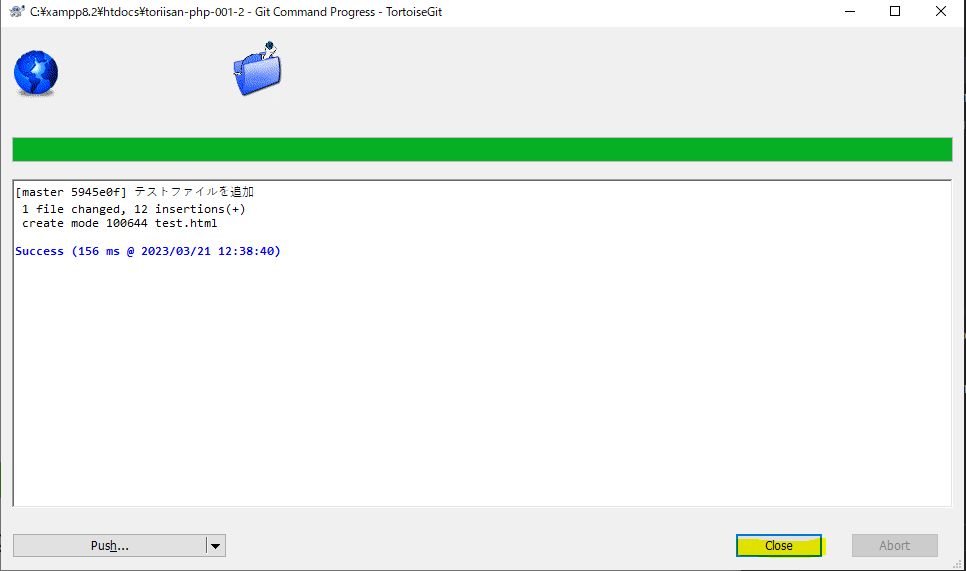 C:¥xampp8.2¥htdocs¥toriisan-php-001-2 - Git Command Progress - TortoiseGit
[master 5945e0f] テストファイルを追加
1 file changed, 12 insertions(+)
create mode 100644 test.html
Success (156 ms @ 2023/03/21 12:38:40)
Push...
Close
Abort